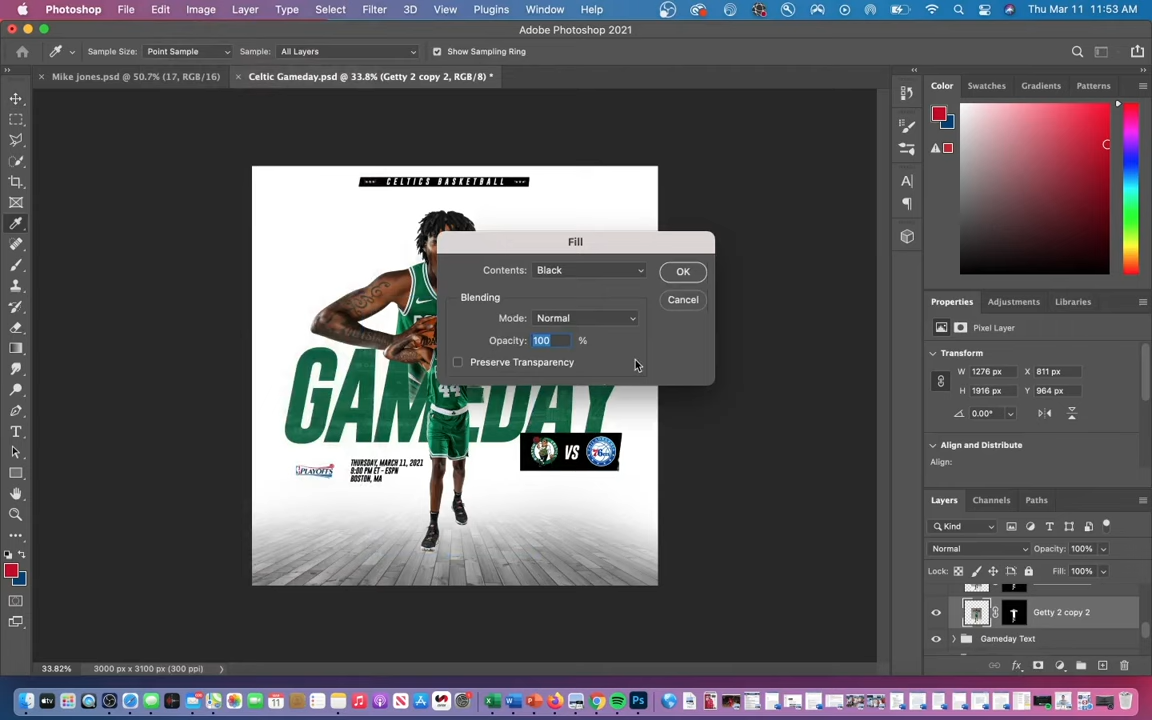 Photoshop File Edit Image Layer Type Select Filter 3D View Plugins Window Help Thu Mar 11 11:53 AM
Adobe Photoshop 2021
Sample Size: Point Sample Sample: All Layers Show Sampling Ring
Mike jones.psd @ 50.7% (17, RGB/16) Celtic Gameday.psd @ 33.8% (Getty 2 copy 2, RGB/8) *
Color Swatches Gradients Patterns
CELTICS BASKETBALL
Fill
Contents: Black OK
Blending Cancel
Mode: Normal
Opacity: 100 %
Preserve Transparency
GAMEDAY
44
VS
76
PLAYOFFS
THURSDAY, MARCH 11, 2021
8:00 PM ET - ESPN
BOSTON, MA
Properties Adjustments Libraries
Pixel Layer
Transform
W 1276 px X 811 px
H 1916 px Y 964 px
0.00°
Align and Distribute
Align:
Layers Channels Paths
Kind
Normal Opacity: 100%
Lock: Fill: 100%
Getty 2 copy 2
Gameday Text
33.82% 3000 px x 3100 px (300 ppi)